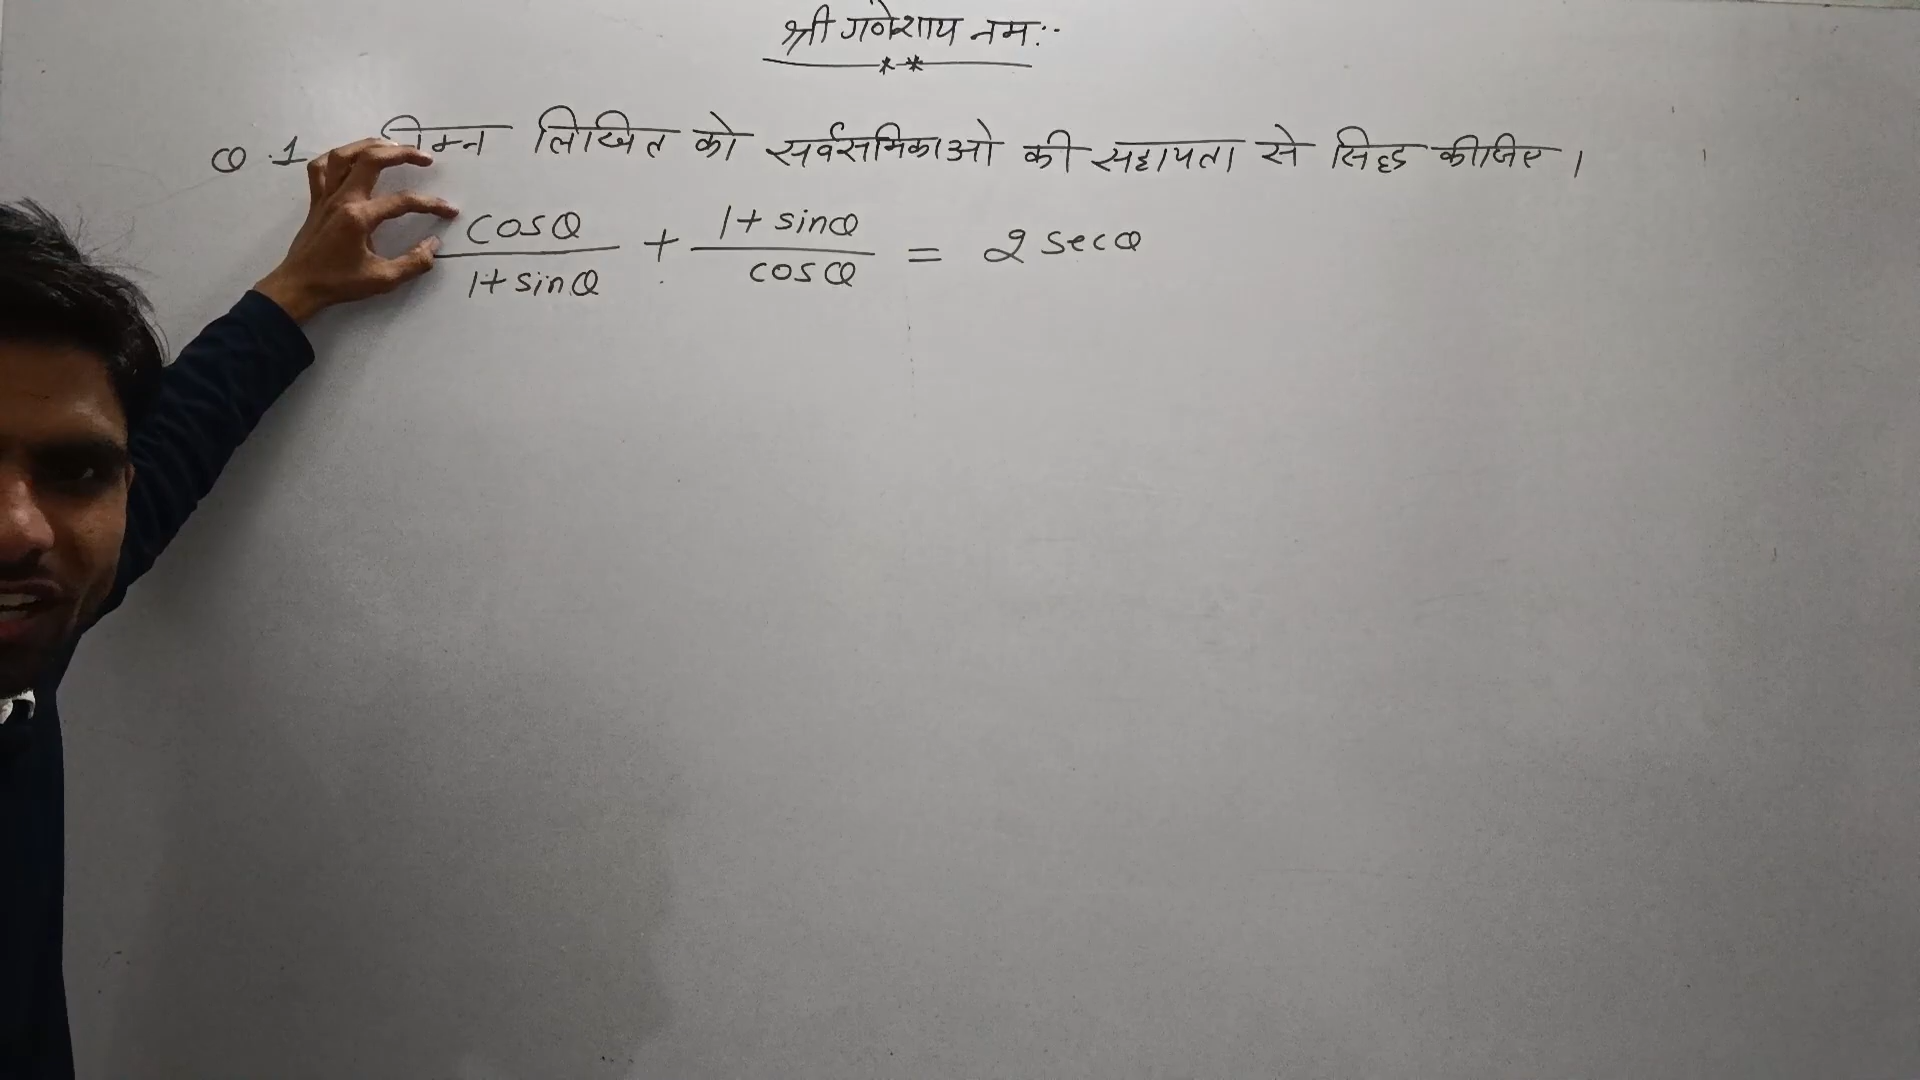 श्री गणेशाय नमः
Q.1 निम्न लिखित को सर्वसमिकाओ की सहायता से सिद्ध कीजिए।
cosθ/(1+sinθ) + (1+sinθ)/cosθ = 2 secθ